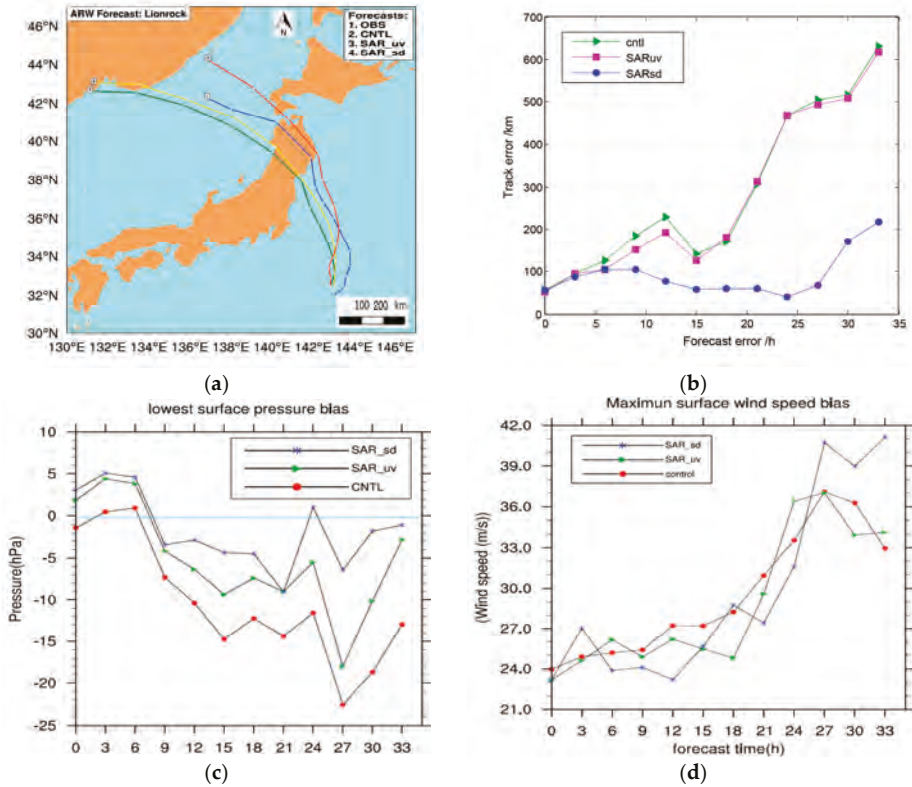 ARW Forecast: Lionrock
Forecasts:
1. OBS
2. CNTL
3. SAR_uv
4. SAR_sd
N
46°N
44°N
42°N
40°N
38°N
36°N
34°N
32°N
30°N
100 200 km
130°E 132°E 134°E 136°E 138°E 140°E 142°E 144°E 146°E
(a)
700
600
500
400
300
200
100
0
Track error /km
cntl
SARuv
SARsd
0 5 10 15 20 25 30 35
Forecast error /h
(b)
lowest surface pressure bias
10
5
0
-5
-10
-15
-20
-25
Pressure(hPa)
SAR_sd
SAR_uv
CNTL
0 3 6 9 12 15 18 21 24 27 30 33
(c)
Maximun surface wind speed bias
42.0
39.0
36.0
33.0
30.0
27.0
24.0
21.0
(Wind speed (m/s))
SAR_sd
SAR_uv
control
0 3 6 9 12 15 18 21 24 27 30 33
forecast time(h)
(d)